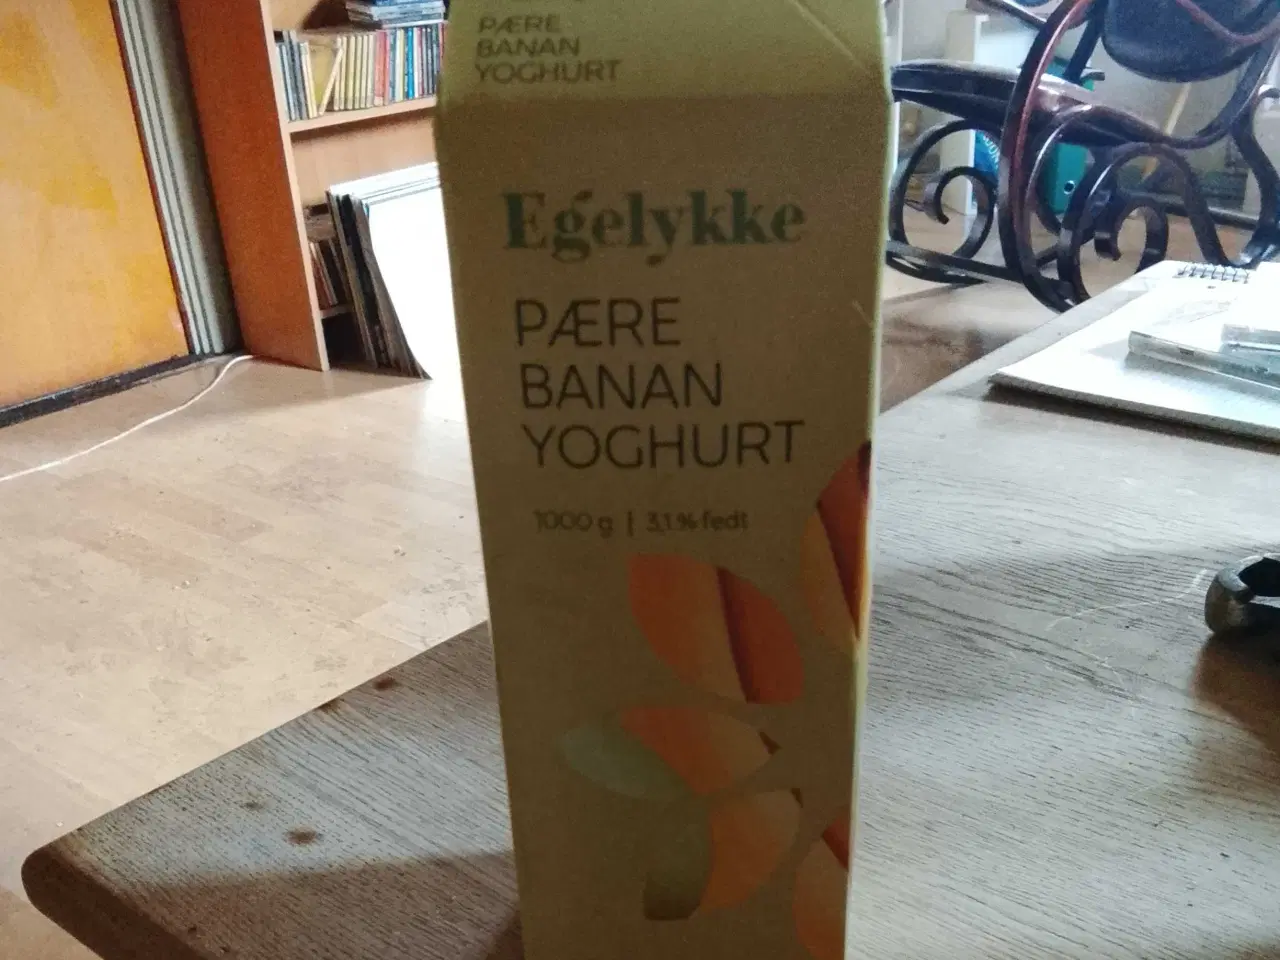 PÆRE
BANAN
YOGHURT
Egelykke
PÆRE
BANAN
YOGHURT
1000 g | 3,1 % fedt